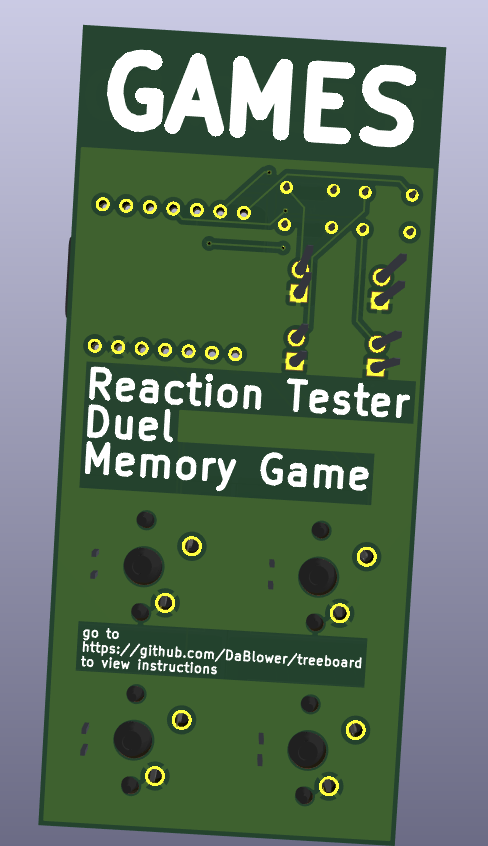 GAMES
Reaction Tester
Duel
Memory Game
go to
https://github.com/DaBlower/treeboard
to view instructions